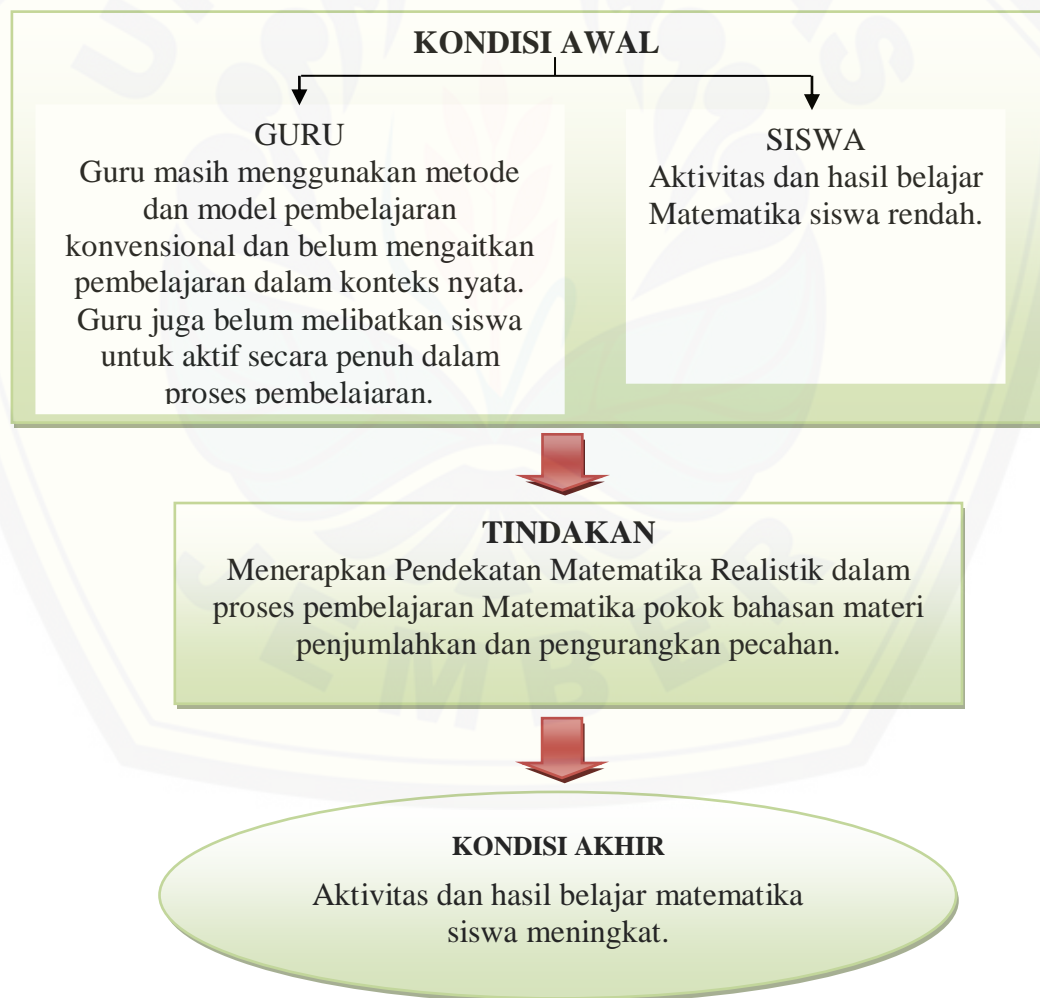 KONDISI AWAL
GURU
Guru masih menggunakan metode
dan model pembelajaran
konvensional dan belum mengaitkan
pembelajaran dalam konteks nyata.
Guru juga belum melibatkan siswa
untuk aktif secara penuh dalam
proses pembelajaran.
SISWA
Aktivitas dan hasil belajar
Matematika siswa rendah.
TINDAKAN
Menerapkan Pendekatan Matematika Realistik dalam
proses pembelajaran Matematika pokok bahasan materi
penjumlahkan dan pengurangkan pecahan.
KONDISI AKHIR
Aktivitas dan hasil belajar matematika
siswa meningkat.
JEMBER